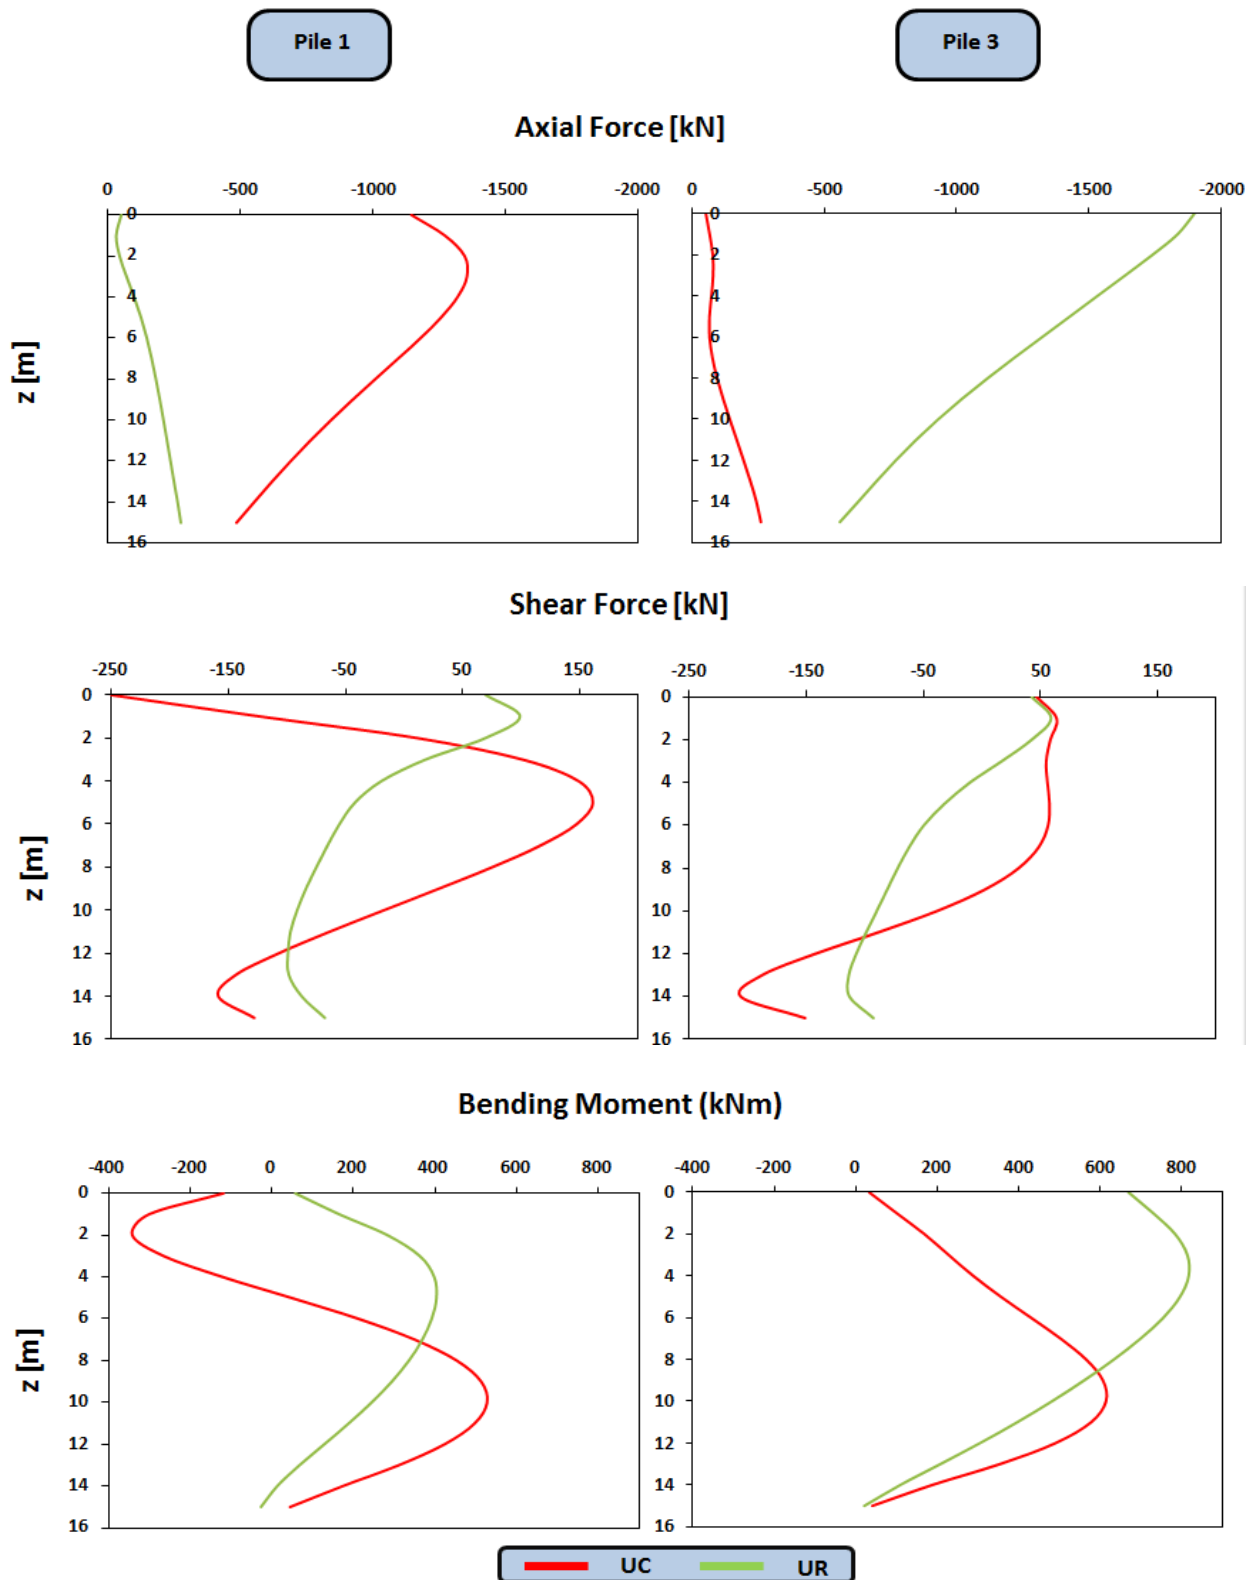 Pile 1 Pile 3
Axial Force [kN]
0 -500 -1000 -1500 -2000 0 -500 -1000 -1500 -2000
0 0
2 2
4 4
6 6
z [m]
8 8
10 10
12 12
14 14
16 16
Shear Force [kN]
-250 -150 -50 50 150 -250 -150 -50 50 150
0 0
2 2
4 4
6 6
z [m]
8 8
10 10
12 12
14 14
16 16
Bending Moment (kNm)
-400 -200 0 200 400 600 800 -400 -200 0 200 400 600 800
0 0
2 2
4 4
6 6
z [m]
8 8
10 10
12 12
14 14
16 16
UC UR